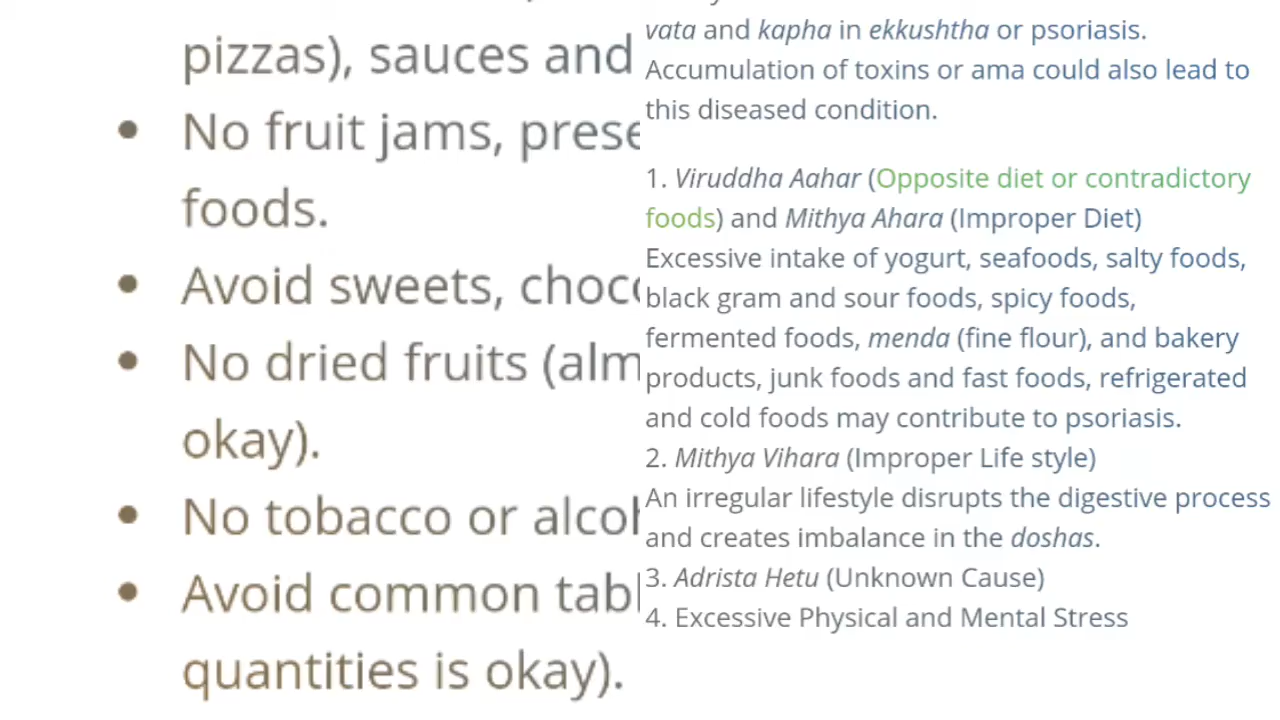 pizzas), sauces and
No fruit jams,
foods.
Avoid sweets,
No dried fruits
okay).
No tobacco or
Avoid common
quantities is okay).
vata and kapha in ekkushtha or psoriasis.
Accumulation of toxins or ama could also lead to
this diseased condition.
1. Viruddha Aahar (Opposite diet or contradictory
foods) and Mithya Ahara (Improper Diet)
Excessive intake of yogurt, seafoods, salty foods,
black gram and sour foods, spicy foods,
fermented foods, menda (fine flour), and bakery
products, junk foods and fast foods, refrigerated
and cold foods may contribute to psoriasis.
2. Mithya Vihara (Improper Life style)
An irregular lifestyle disrupts the digestive process
and creates imbalance in the doshas.
3. Adrista Hetu (Unknown Cause)
4. Excessive Physical and Mental Stress